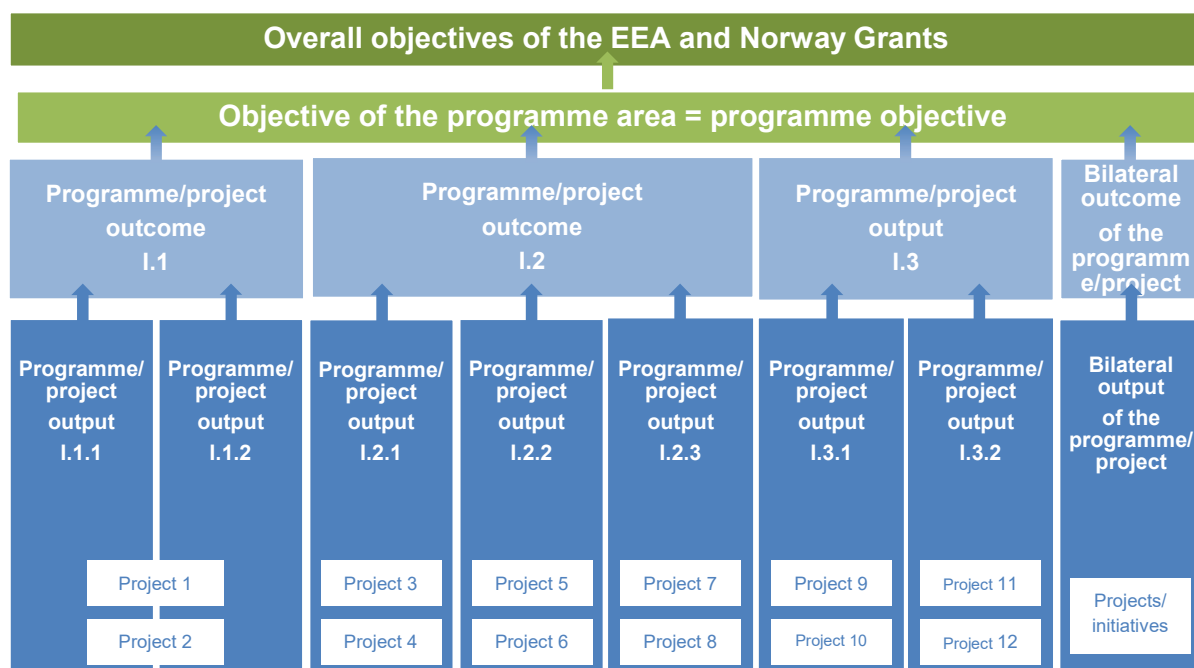 Overall objectives of the EEA and Norway Grants
Objective of the programme area = programme objective
Programme/project
outcome
I.1
Programme/project
outcome
I.2
Programme/project
output
I.3
Bilateral
outcome
of the
programm
e/project
Programme/
project
output
I.1.1
Programme/
project
output
I.1.2
Programme/
project
output
I.2.1
Programme/
project
output
I.2.2
Programme/
project
output
I.2.3
Programme/
project
output
I.3.1
Programme/
project
output
I.3.2
Bilateral
output
of the
programme/
project
Project 1
Project 3
Project 5
Project 7
Project 9
Project 11
Projects/
initiatives
Project 2
Project 4
Project 6
Project 8
Project 10
Project 12